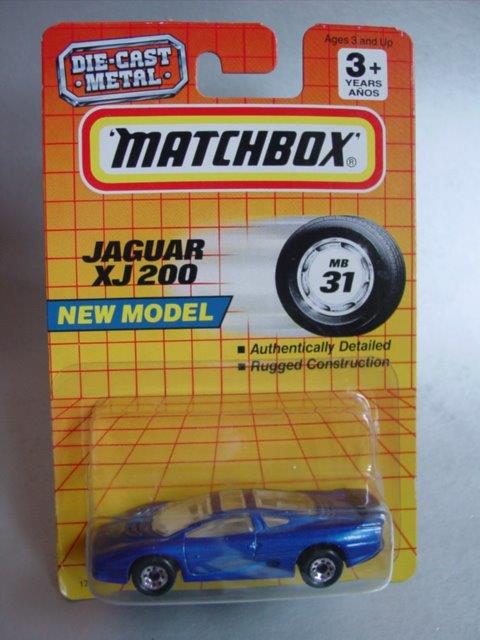 DIE-CAST
METAL
Ages 3 and Up
3+
YEARS
AÑOS
"MATCHBOX"®
JAGUAR
XJ 200
MB
31
NEW MODEL
■ Authentically Detailed
■ Rugged Construction